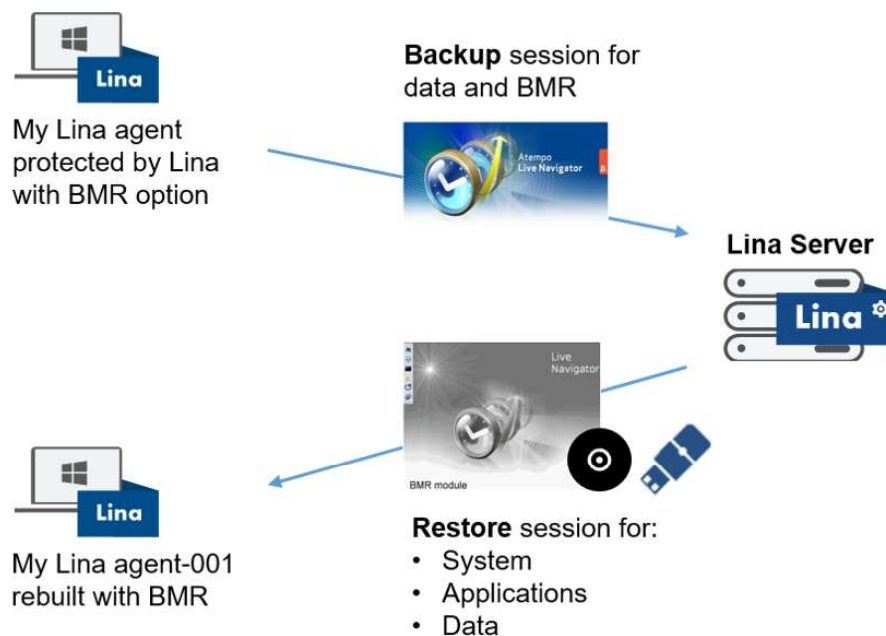 Lina
My Lina agent
protected by Lina
with BMR option
Backup session for
data and BMR
Atempo
Live Navigator
Lina Server
Lina
Live
Navigator
BMR module
Restore session for:
• System
• Applications
• Data
Lina
My Lina agent-001
rebuilt with BMR